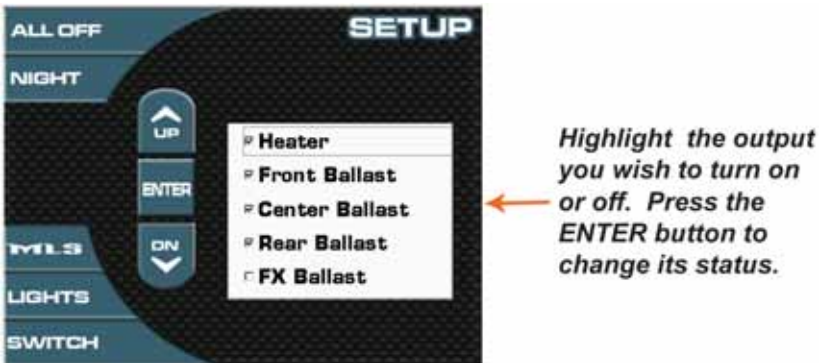 ALL OFF
SETUP
NIGHT
UP
ENTER
DN
Heater
Front Ballast
Center Ballast
Rear Ballast
FX Ballast
MLS
LIGHTS
SWITCH
Highlight the output
you wish to turn on
or off. Press the
ENTER button to
change its status.